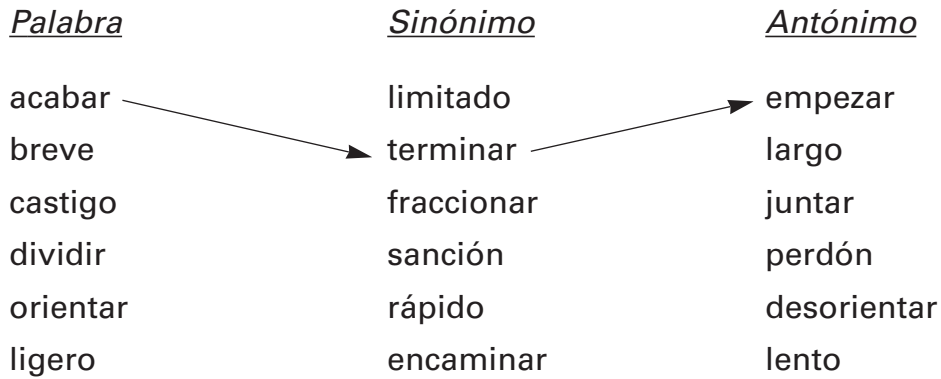 Palabra Sinónimo Antónimo
acabar limitado empezar
breve terminar largo
castigo fraccionar juntar
dividir sanción perdón
orientar rápido desorientar
ligero encaminar lento